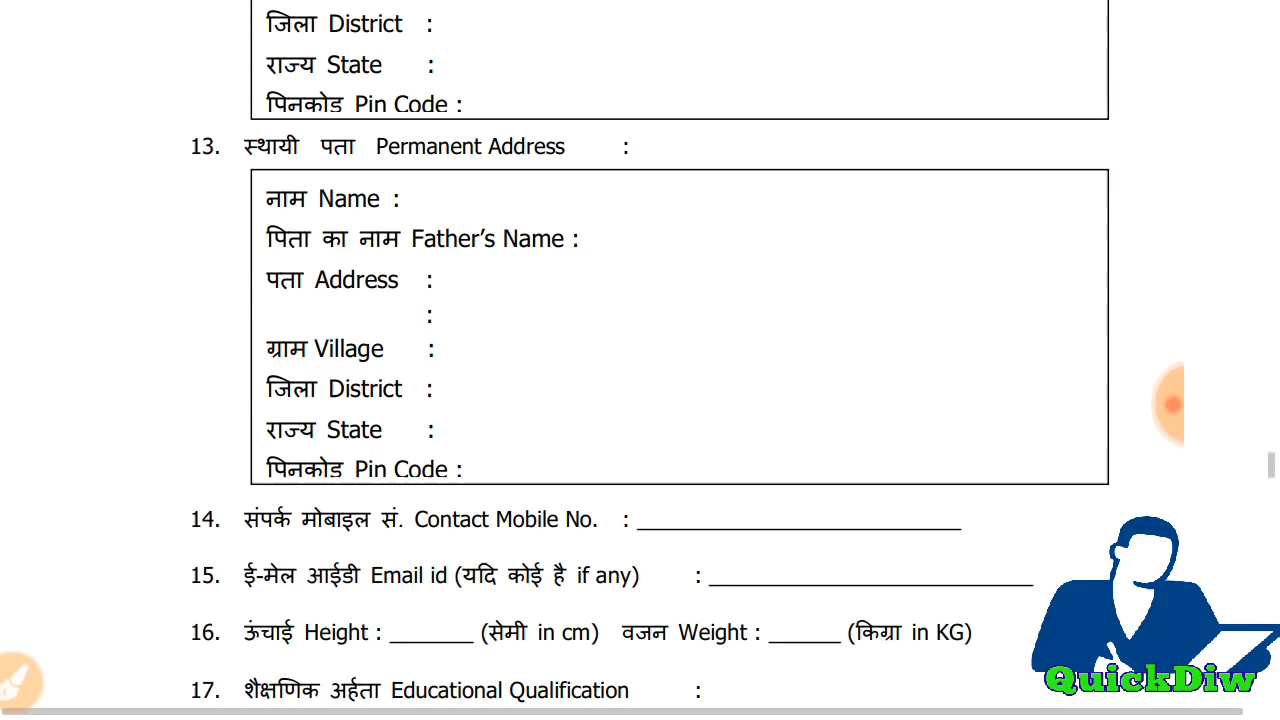 जिला District :
राज्य State :
पिनकोड Pin Code :
13. स्थायी पता Permanent Address :
नाम Name :
पिता का नाम Father’s Name :
पता Address :
:
ग्राम Village :
जिला District :
राज्य State :
पिनकोड Pin Code :
14. संपर्क मोबाइल सं. Contact Mobile No. : ___________________________
15. ई-मेल आईडी Email id (यदि कोई है if any) : ___________________________
16. ऊंचाई Height : _______ (सेमी in cm) वजन Weight : ______ (किग्रा in KG)
17. शैक्षणिक अर्हता Educational Qualification :
QuickDiw